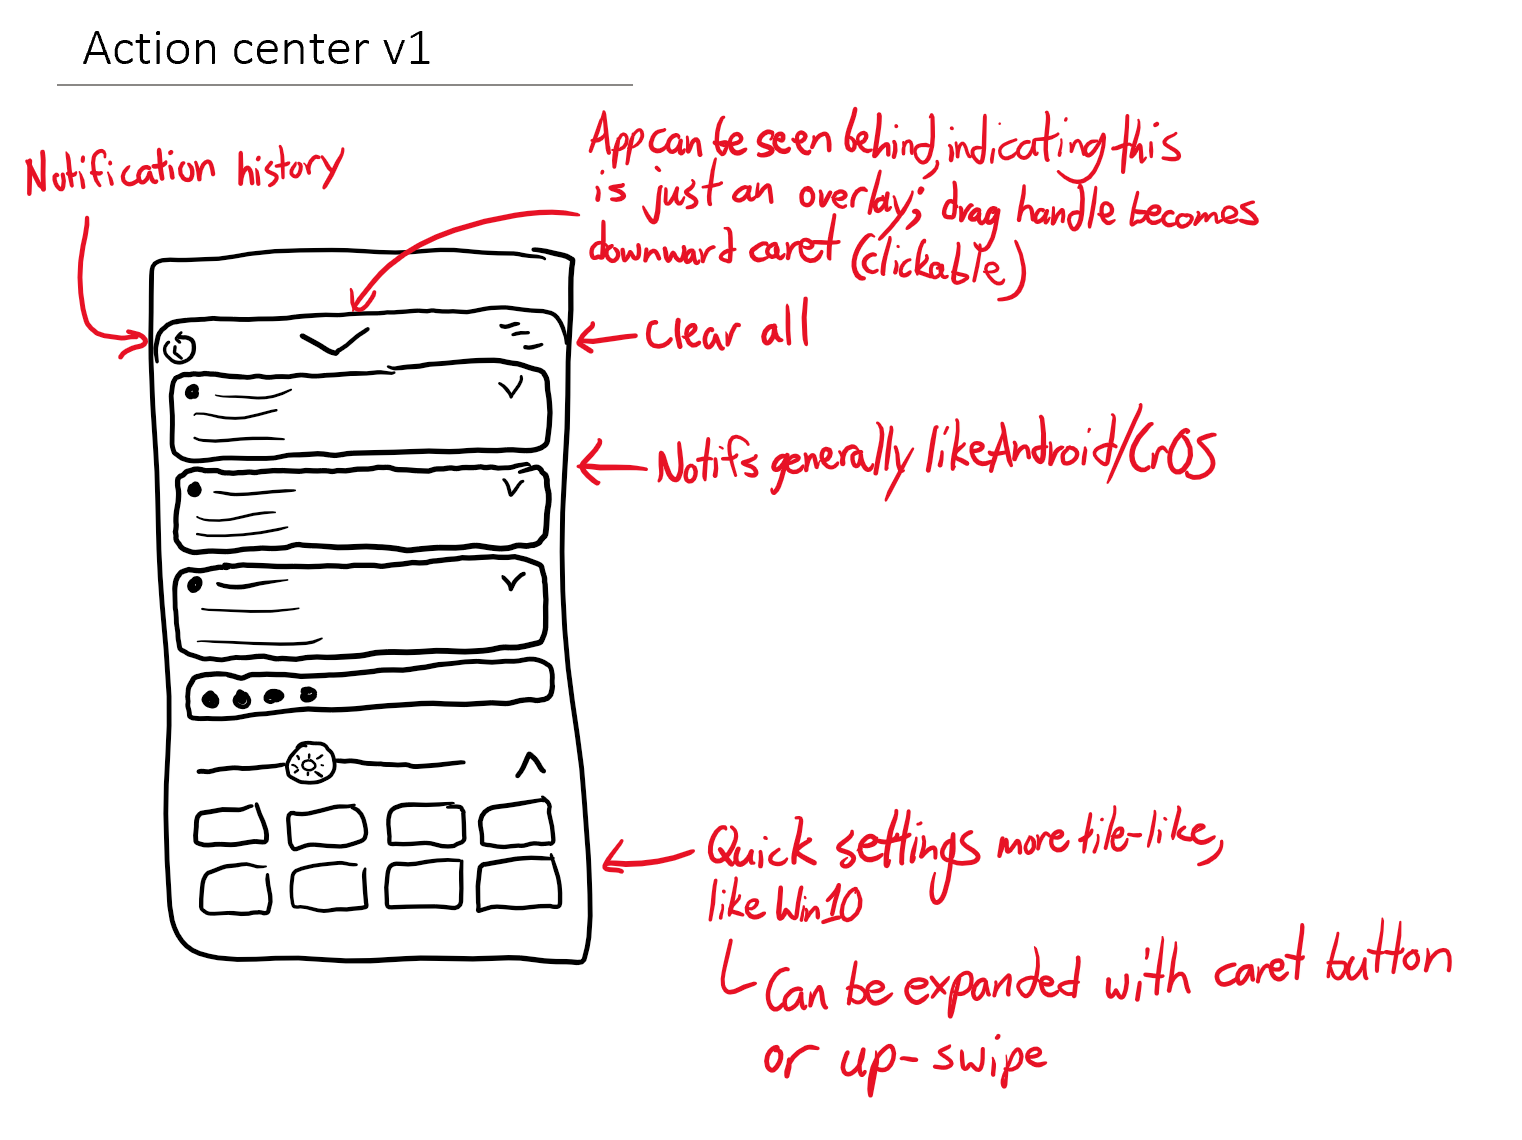 Action center v1
Notification history
App can be seen behind, indicating this
is just an overlay; drag handle becomes
downward caret (clickable)
Clear all
Notifs generally like Android/CrOS
Quick settings more tile-like,
like Win10
Can be expanded with caret button
or up-swipe